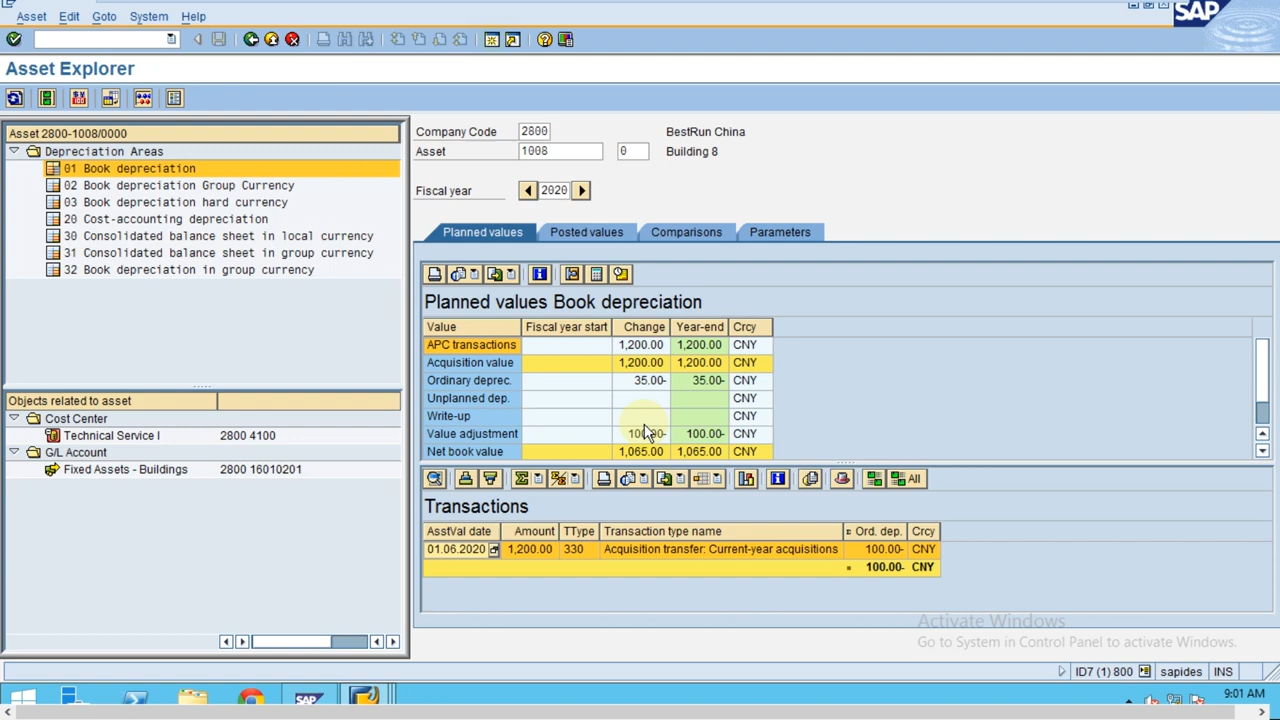 Asset Edit Goto System Help
SAP
Asset Explorer
Asset 2800-1008/0000
Depreciation Areas
01 Book depreciation
02 Book depreciation Group Currency
03 Book depreciation hard currency
20 Cost-accounting depreciation
30 Consolidated balance sheet in local currency
31 Consolidated balance sheet in group currency
32 Book depreciation in group currency
Objects related to asset
Cost Center
Technical Service I 2800 4100
G/L Account
Fixed Assets - Buildings 2800 16010201
Company Code 2800 BestRun China
Asset 1008 0 Building 8
Fiscal year 2020
Planned values Posted values Comparisons Parameters
Planned values Book depreciation
Value Fiscal year start Change Year-end Crcy
APC transactions 1,200.00 1,200.00 CNY
Acquisition value 1,200.00 1,200.00 CNY
Ordinary deprec. 35.00- 35.00- CNY
Unplanned dep. CNY
Write-up CNY
Value adjustment 100.00- CNY
Net book value 1,065.00 1,065.00 CNY
All
Transactions
AsstVal date Amount TType Transaction type name Ord. dep. Crcy
01.06.2020 1,200.00 330 Acquisition transfer: Current-year acquisitions 100.00- CNY
100.00- CNY
Activate Windows
Go to System in Control Panel to activate Windows.
ID7 (1) 800 sapides INS
SAP
9:01 AM